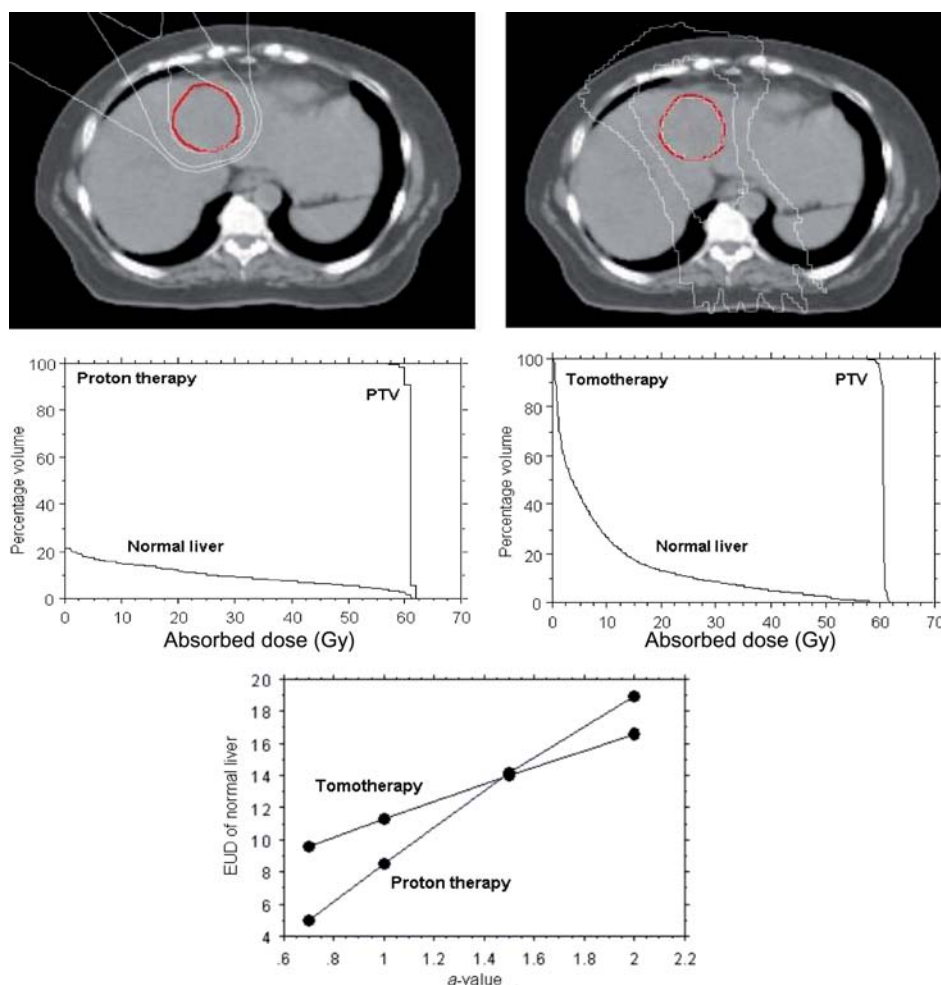 100
80
60
40
20
0
Percentage volume
Proton therapy
PTV
Normal liver
0 10 20 30 40 50 60 70
Absorbed dose (Gy)
100
80
60
40
20
0
Percentage volume
Tomotherapy
PTV
Normal liver
0 10 20 30 40 50 60 70
Absorbed dose (Gy)
20
18
16
14
12
10
8
6
4
EUD of normal liver
Tomotherapy
Proton therapy
.6 .8 1 1.2 1.4 1.6 1.8 2 2.2
a-value